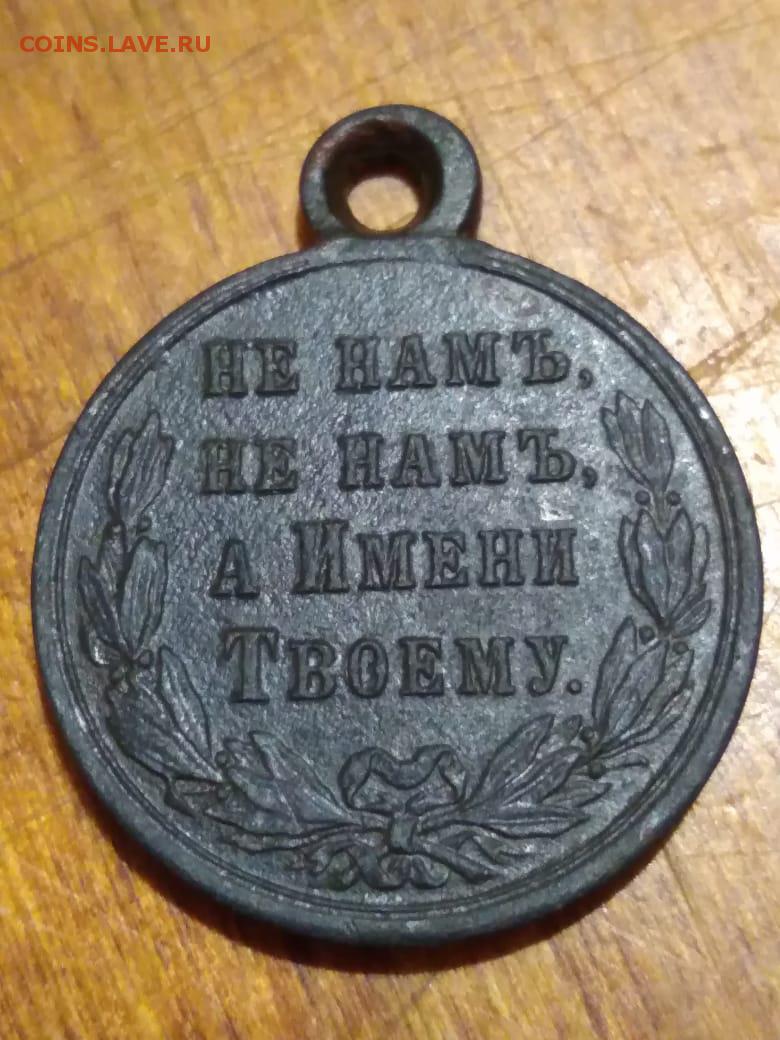 COINS.LAVE.RU
НЕ НАМЪ,
НЕ НАМЪ,
А ИМЕНИ
ТВОЕМУ.